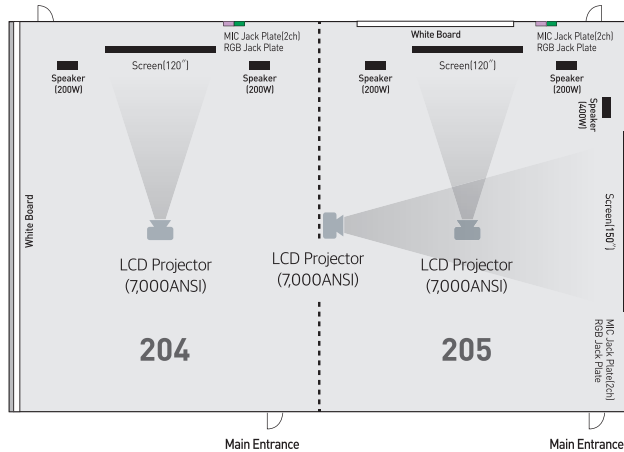 White Board
MIC Jack Plate(2ch)
RGB Jack Plate
Screen(120″)
Speaker
(200W)
Speaker
(200W)
White Board
LCD Projector
(7,000ANSI)
204
Main Entrance
LCD Projector
(7,000ANSI)
MIC Jack Plate(2ch)
RGB Jack Plate
Screen(120″)
Speaker
(200W)
Speaker
(200W)
Speaker
(400W)
Screen(150″)
LCD Projector
(7,000ANSI)
205
MIC Jack Plate(2ch)
RGB Jack Plate
Main Entrance